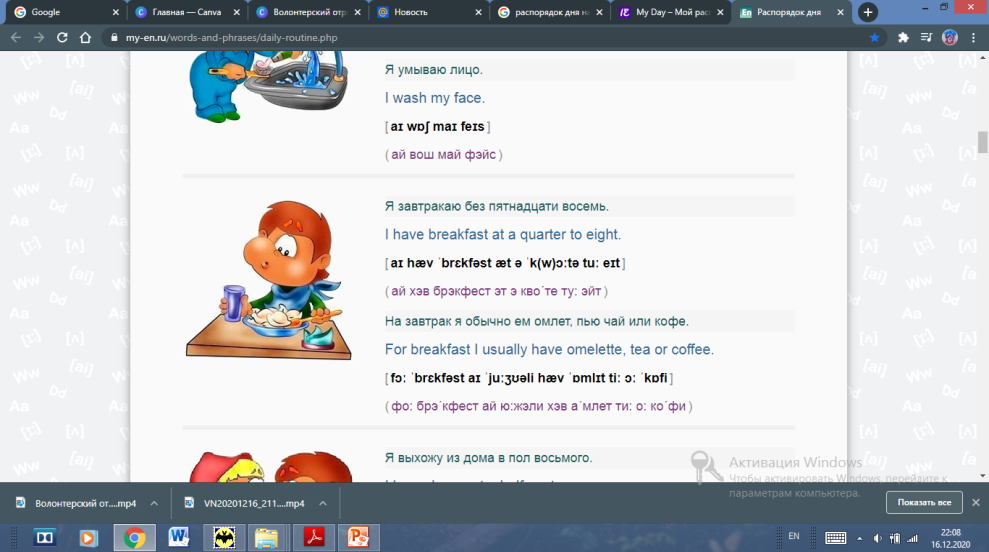 Google
Главная — Canva
Волонтерский отр
Новость
распорядок дня на
My Day – Мой рас
Распорядок дня
my-en.ru/words-and-phrases/daily-routine.php
Я умываю лицо.
I wash my face.
[ aɪ wɒʃ maɪ feɪs ]
( ай вош май фэйс )
Я завтракаю без пятнадцати восемь.
I have breakfast at a quarter to eight.
[ aɪ hæv ˈbrɛkfəst æt ə ˈk(w)ɔːtə tuː eɪt ]
( ай хэв брэкфест эт э кво΄те ту: эйт )
На завтрак я обычно ем омлет, пью чай или кофе.
For breakfast I usually have omelette, tea or coffee.
[ fɔː ˈbrɛkfəst aɪ ˈjuːʒʊəli hæv ˈɒmlɪt tiː ɔː ˈkɒfi ]
( фо: брэ΄кфест ай ю:жэли хэв а΄млет ти: о: ко΄фи )
Я выхожу из дома в пол восьмого.
Активация Windows
Чтобы активировать Windows, перейдите к
параметрам компьютера.
Волонтерский от....mp4
VN20201216_211....mp4
Показать все
EN
22:08
16.12.2020